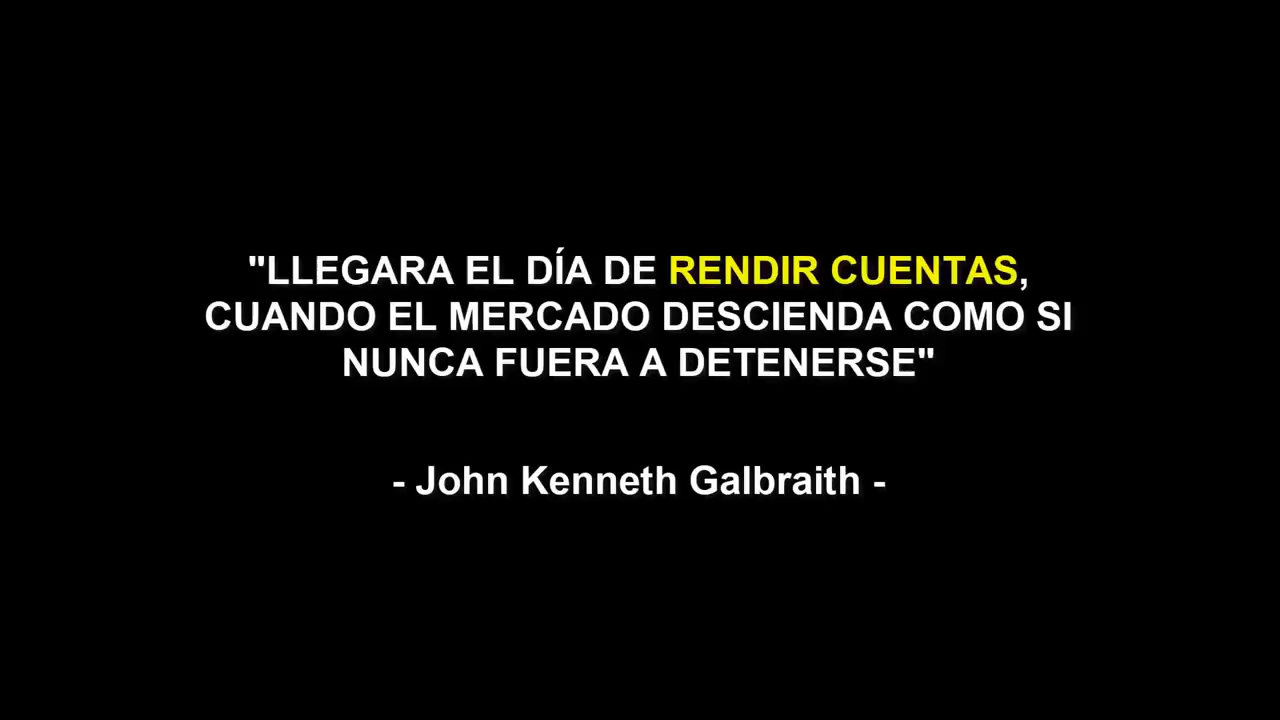 "LLEGARA EL DÍA DE RENDIR CUENTAS,
CUANDO EL MERCADO DESCIENDA COMO SI
NUNCA FUERA A DETENERSE"
- John Kenneth Galbraith -